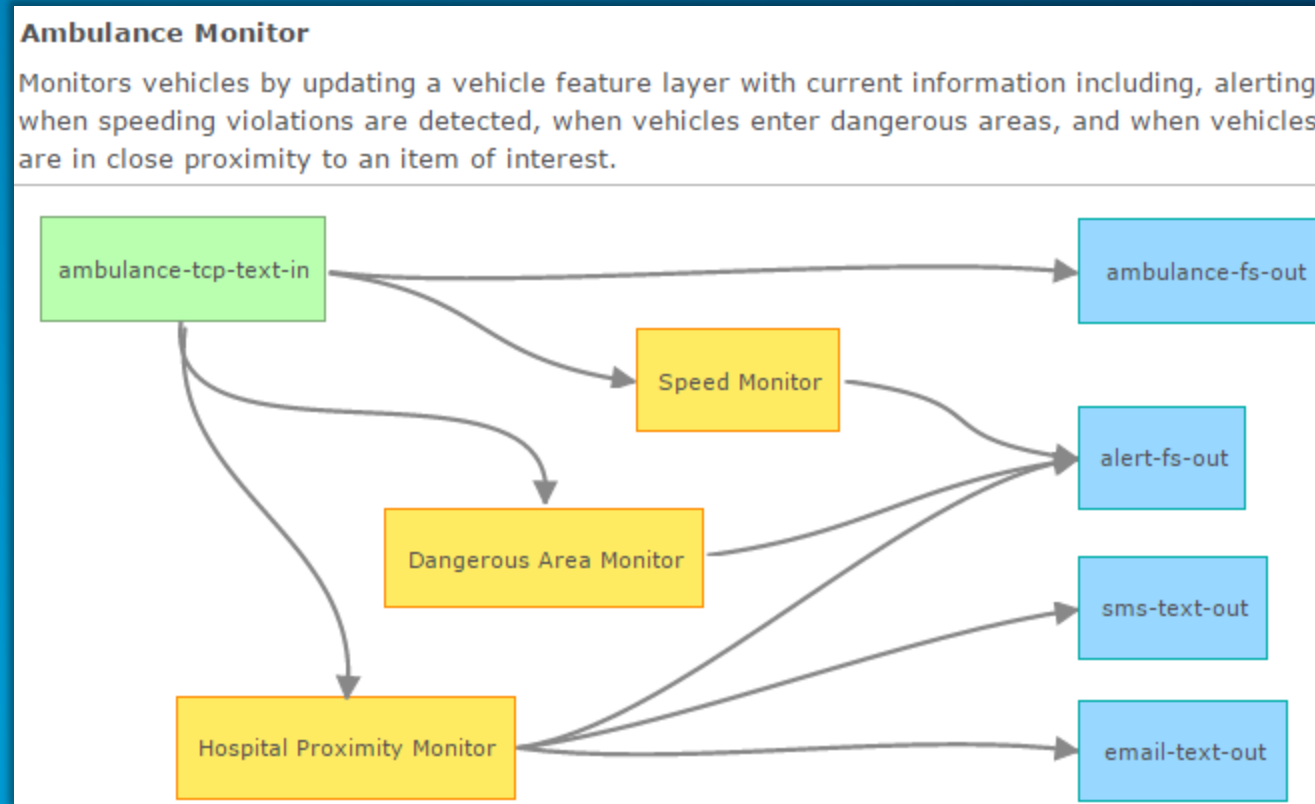 Ambulance Monitor
Monitors vehicles by updating a vehicle feature layer with current information including, alerting
when speeding violations are detected, when vehicles enter dangerous areas, and when vehicles
are in close proximity to an item of interest.
ambulance-tcp-text-in
ambulance-fs-out
Speed Monitor
alert-fs-out
Dangerous Area Monitor
sms-text-out
Hospital Proximity Monitor
email-text-out